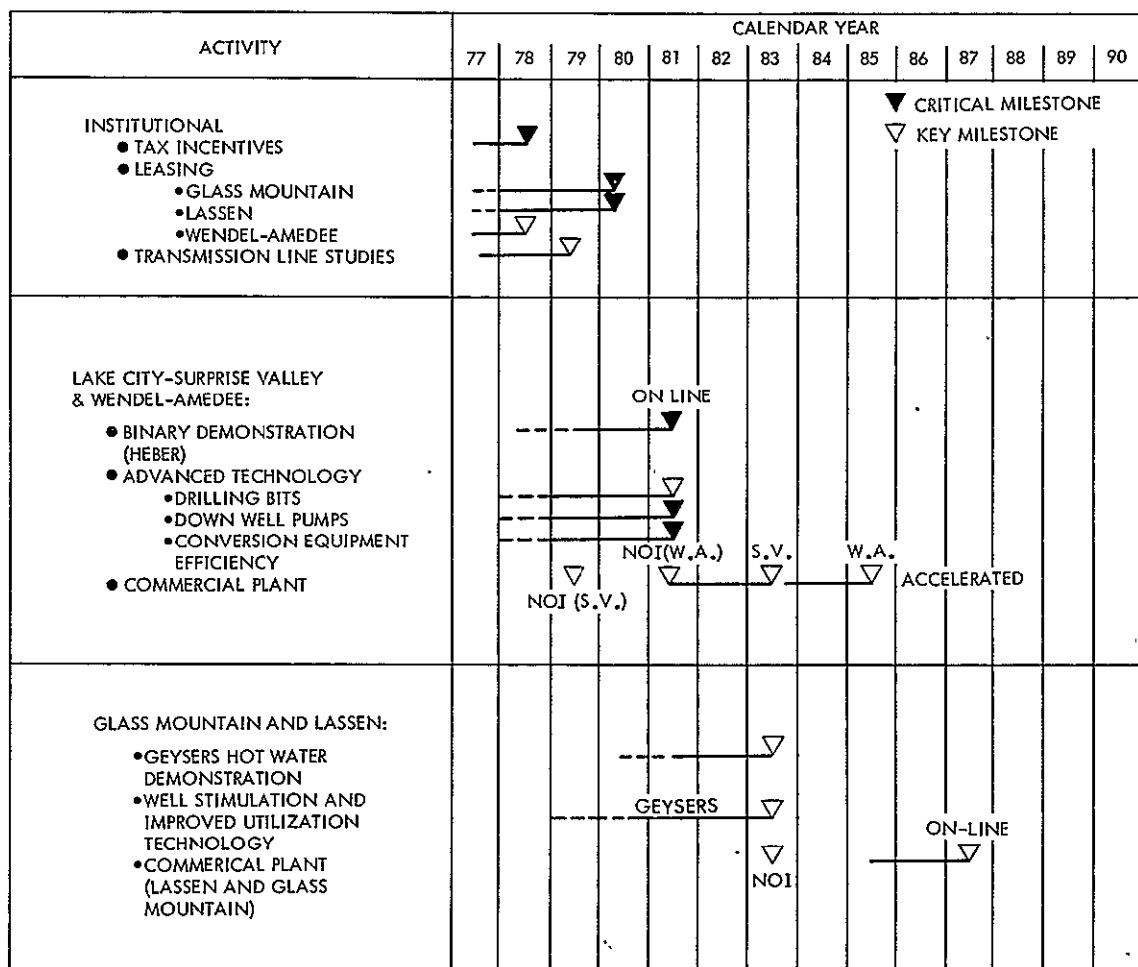 ACTIVITY
CALENDAR YEAR
77 78 79 80 81 82 83 84 85 86 87 88 89 90
▼ CRITICAL MILESTONE
▽ KEY MILESTONE
INSTITUTIONAL
● TAX INCENTIVES
● LEASING
•GLASS MOUNTAIN
•LASSEN
•WENDEL-AMEDEE
● TRANSMISSION LINE STUDIES
LAKE CITY-SURPRISE VALLEY
& WENDEL-AMEDEE:
ON LINE
● BINARY DEMONSTRATION
(HEBER)
● ADVANCED TECHNOLOGY
•DRILLING BITS
•DOWN WELL PUMPS
•CONVERSION EQUIPMENT
EFFICIENCY
NOI(W.A.) S.V. W.A.
● COMMERCIAL PLANT
ACCELERATED
NOI (S.V.)
GLASS MOUNTAIN AND LASSEN:
•GEYSERS HOT WATER
DEMONSTRATION
•WELL STIMULATION AND
IMPROVED UTILIZATION
TECHNOLOGY
GEYSERS
ON-LINE
•COMMERICAL PLANT
(LASSEN AND GLASS
MOUNTAIN)
NOI